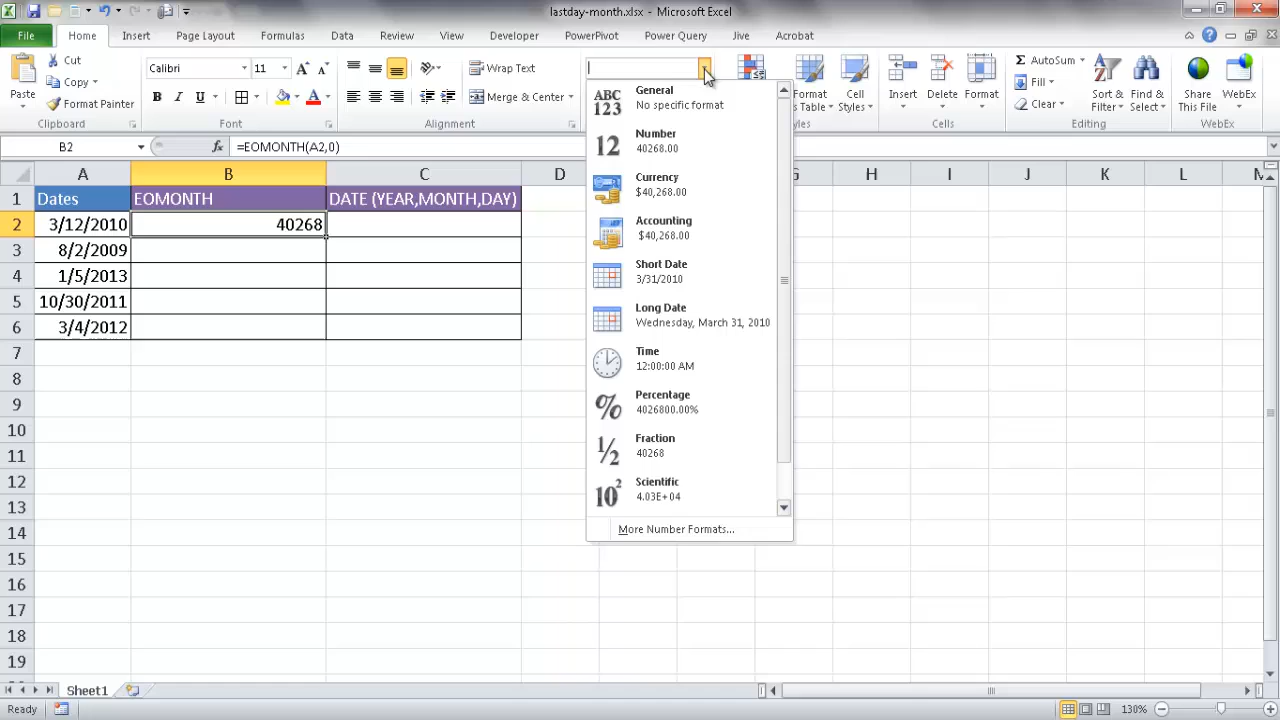 lastday-month.xlsx - Microsoft Excel
File Home Insert Page Layout Formulas Data Review View Developer PowerPivot Power Query Jive Acrobat
Paste
Cut
Copy
Format Painter
Clipboard
Calibri 11
B I U
Font
Wrap Text
Merge & Center
Alignment
Format
as Table
Cell
Styles
Styles
Insert
Delete
Format
Cells
AutoSum
Fill
Clear
Sort &
Filter
Find &
Select
Editing
Share
This File
WebEx
WebEx
B2 fx =EOMONTH(A2,0)
A B C D G H I J K L M
1 Dates EOMONTH DATE (YEAR,MONTH,DAY)
2 3/12/2010 40268
3 8/2/2009
4 1/5/2013
5 10/30/2011
6 3/4/2012
7
8
9
10
11
12
13
14
15
16
17
18
19
ABC
123
General
No specific format
12
Number
40268.00
Currency
$40,268.00
Accounting
$40,268.00
Short Date
3/31/2010
Long Date
Wednesday, March 31, 2010
Time
12:00:00 AM
%
Percentage
4026800.00%
1/2
Fraction
40268
10²
Scientific
4.03E+04
More Number Formats...
Sheet1
Ready
130%